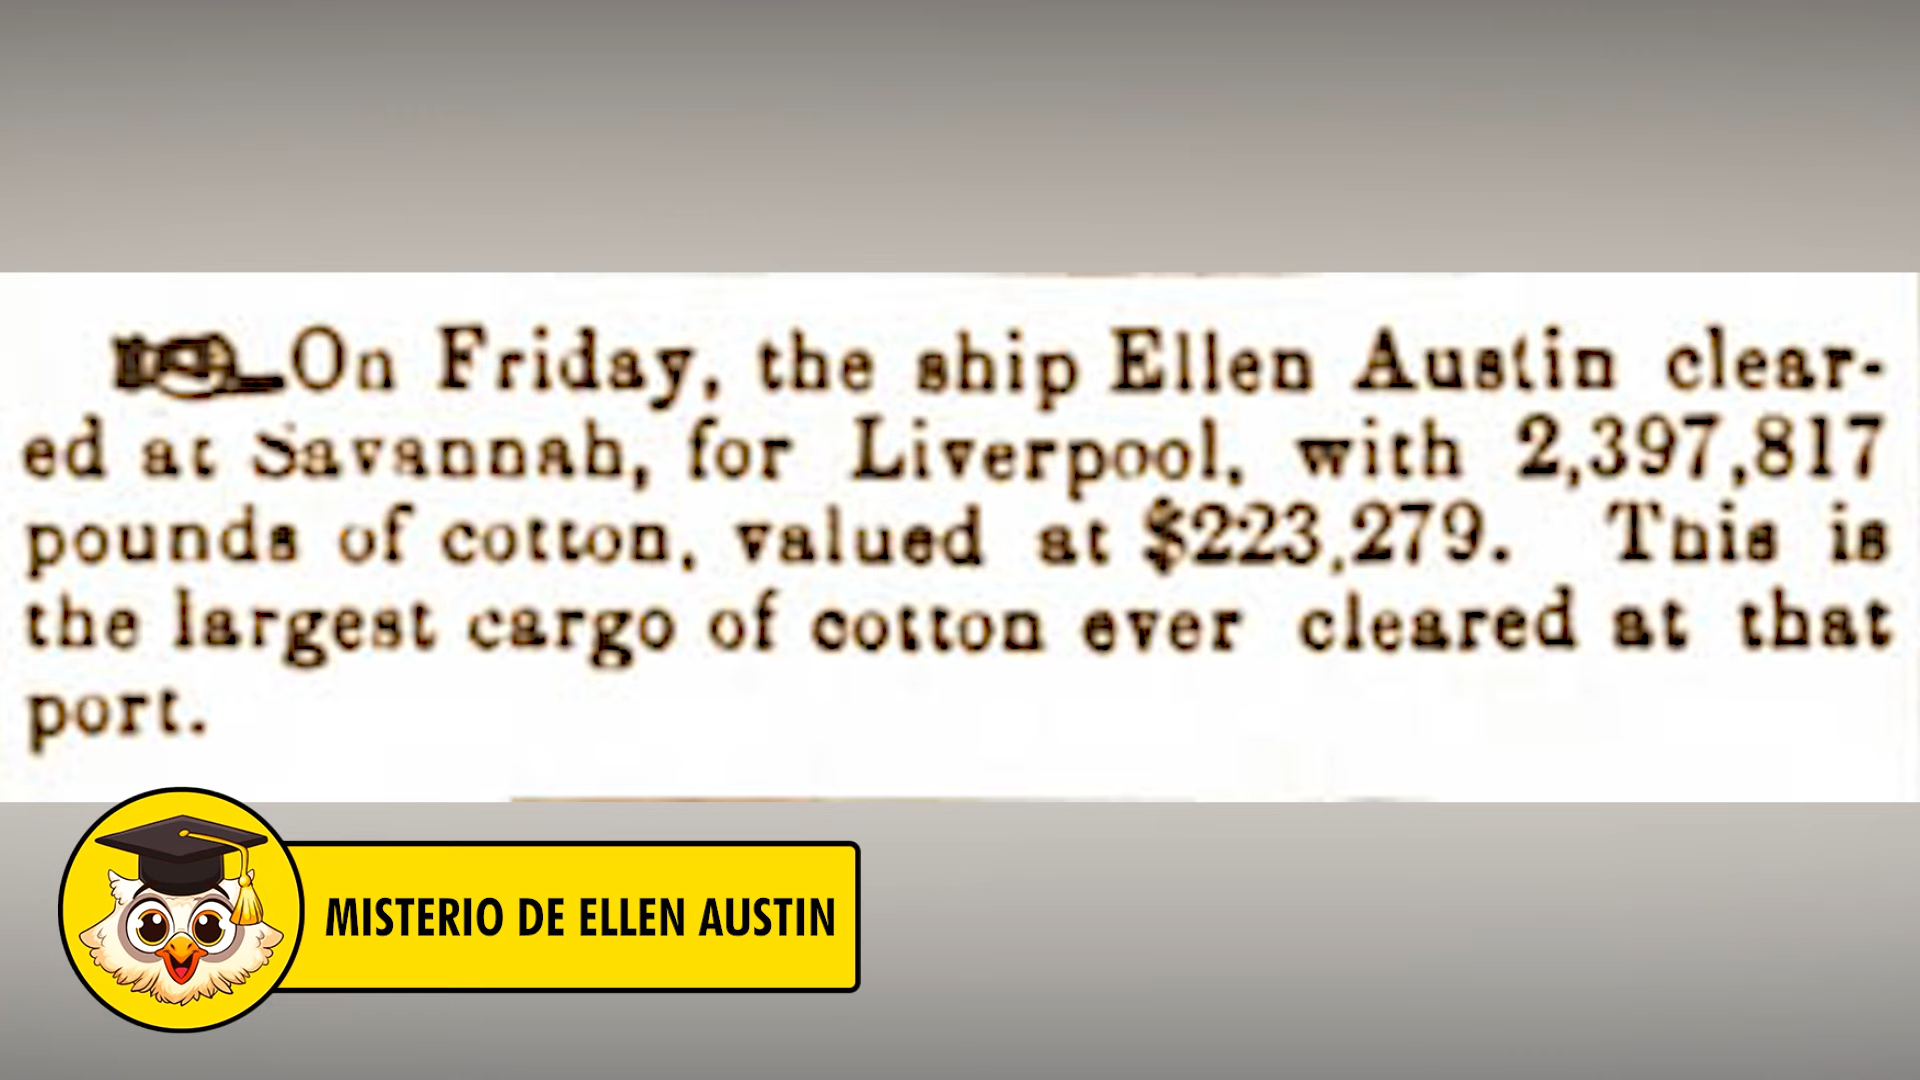 On Friday, the ship Ellen Austin clear-
ed at Savannah, for Liverpool, with 2,397,817
pounds of cotton, valued at $223,279. This is
the largest cargo of cotton ever cleared at that
port.
MISTERIO DE ELLEN AUSTIN